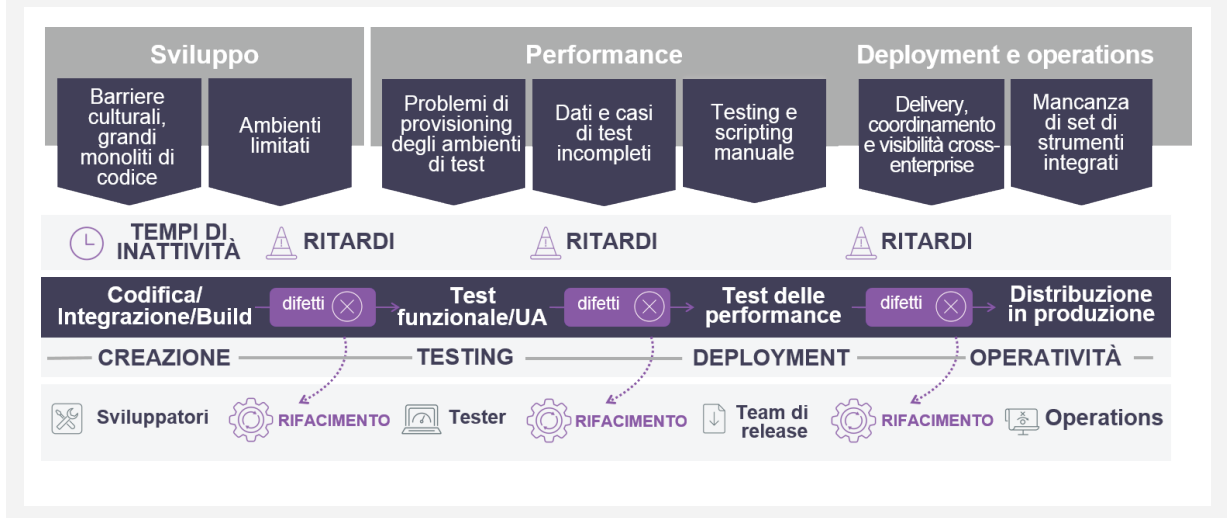 Sviluppo
Performance
Deployment e operations
Barriere
culturali,
grandi
monoliti di
codice
Ambienti
limitati
Problemi di
provisioning
degli ambienti
di test
Dati e casi
di test
incompleti
Testing e
scripting
manuale
Delivery,
coordinamento
e visibilità cross-
enterprise
Mancanza
di set di
strumenti
integrati
TEMPI DI
INATTIVITÀ
RITARDI
RITARDI
RITARDI
Codifica/
Integrazione/Build
difetti
Test
funzionale/UA
difetti
Test delle
performance
difetti
Distribuzione
in produzione
CREAZIONE
TESTING
DEPLOYMENT
OPERATIVITÀ
Sviluppatori
RIFACIMENTO
Tester
RIFACIMENTO
Team di
release
RIFACIMENTO
Operations